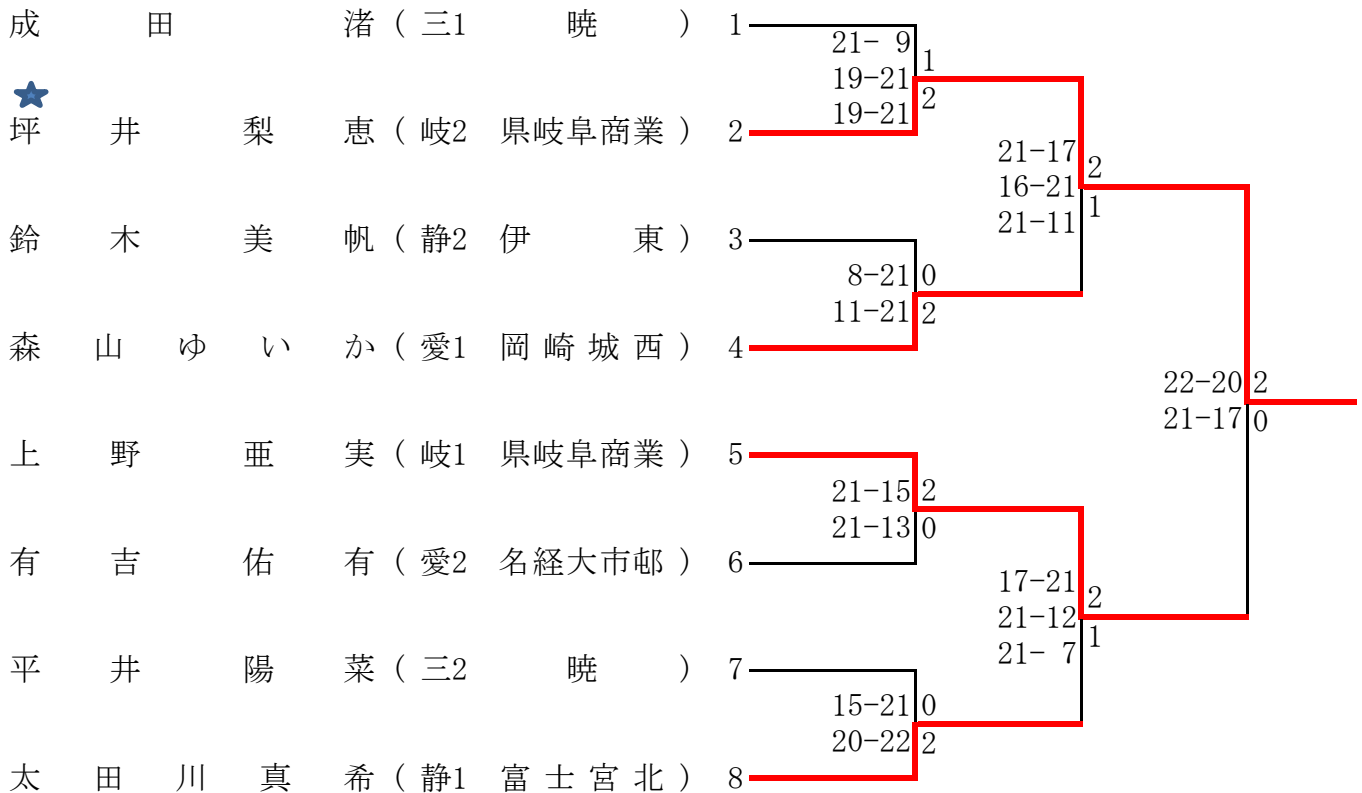 成田渚（三1 暁）1
21- 9 1
19-21 2
19-21
坪井梨恵（岐2 県岐阜商業）2
21-17 2
16-21 1
21-11
鈴木美帆（静2 伊東）3
8-21 0
11-21 2
森山ゆいか（愛1 岡崎城西）4
22-20 2
21-17 0
上野亜実（岐1 県岐阜商業）5
21-15 2
21-13 0
有吉佑有（愛2 名経大市邨）6
17-21 2
21-12 1
21- 7
平井陽菜（三2 暁）7
15-21 0
20-22 2
太田川真希（静1 富士宮北）8